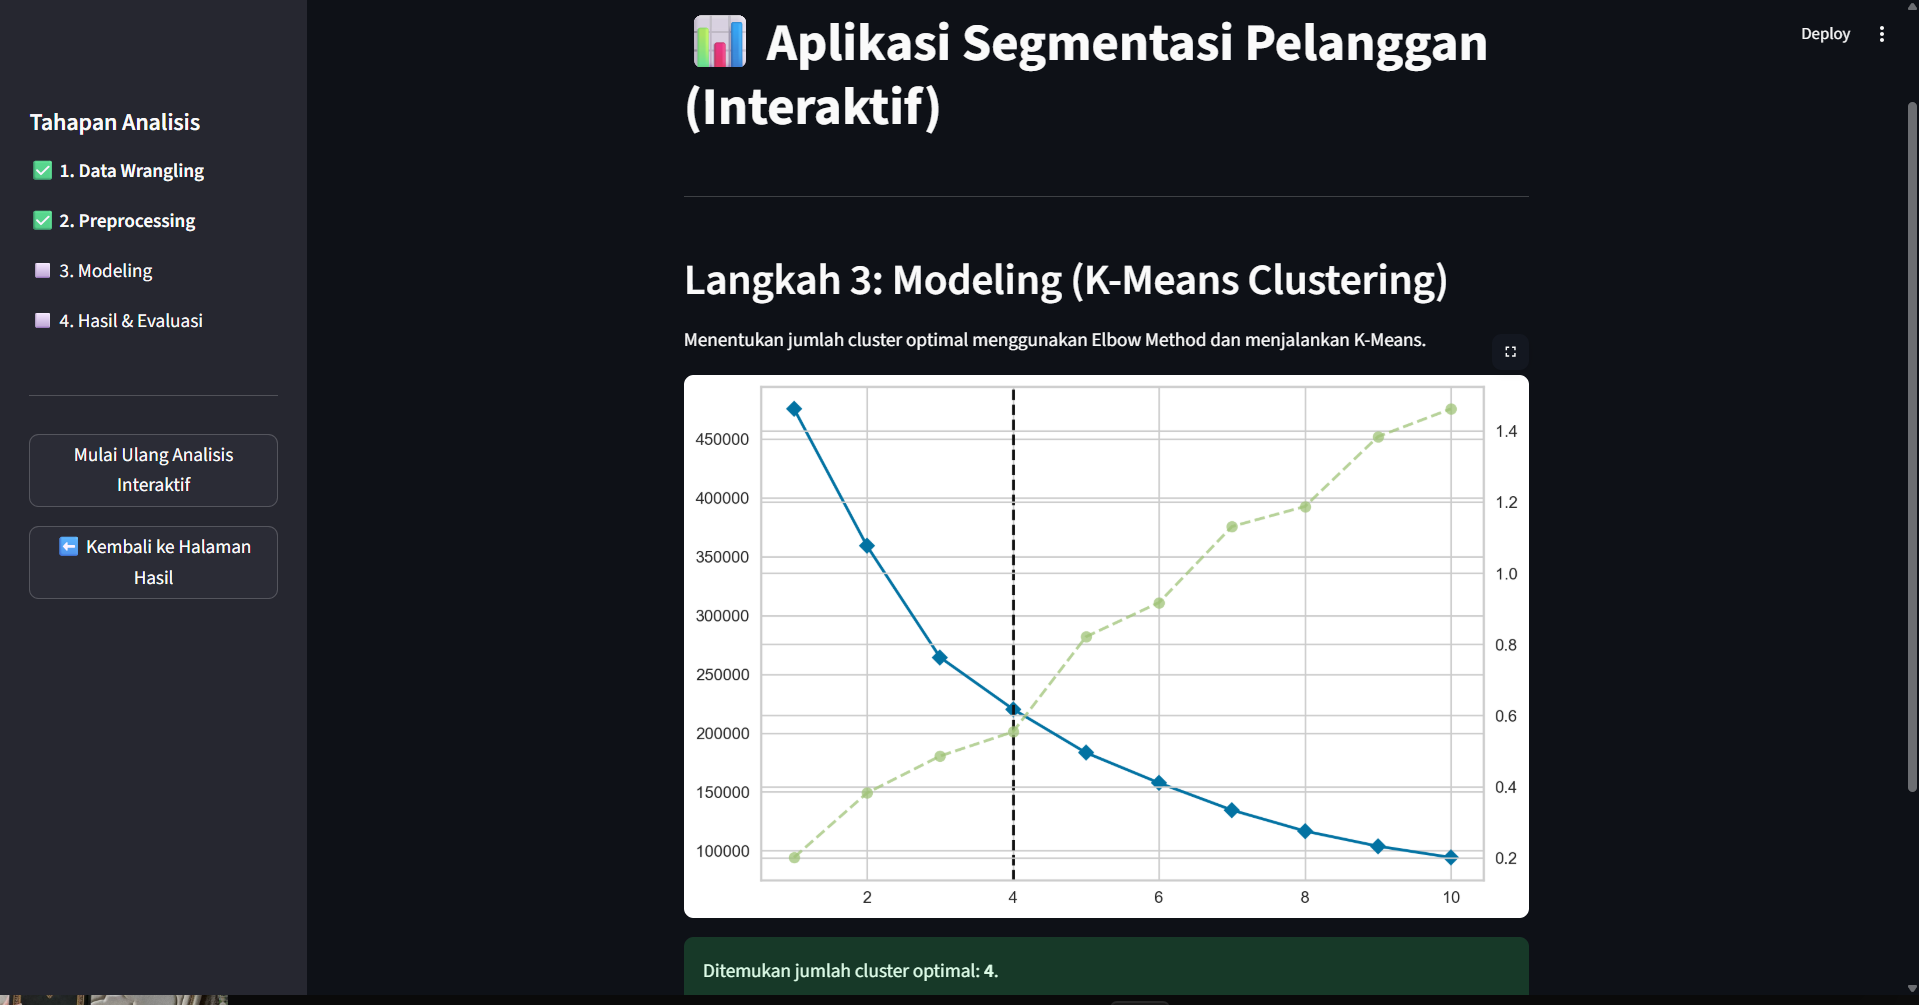 Deploy
Tahapan Analisis
1. Data Wrangling
2. Preprocessing
3. Modeling
4. Hasil & Evaluasi
Mulai Ulang Analisis
Interaktif
Kembali ke Halaman
Hasil
Aplikasi Segmentasi Pelanggan
(Interaktif)
Langkah 3: Modeling (K-Means Clustering)
Menentukan jumlah cluster optimal menggunakan Elbow Method dan menjalankan K-Means.
450000
400000
350000
300000
250000
200000
150000
100000
1.4
1.2
1.0
0.8
0.6
0.4
0.2
2 4 6 8 10
Ditemukan jumlah cluster optimal: 4.